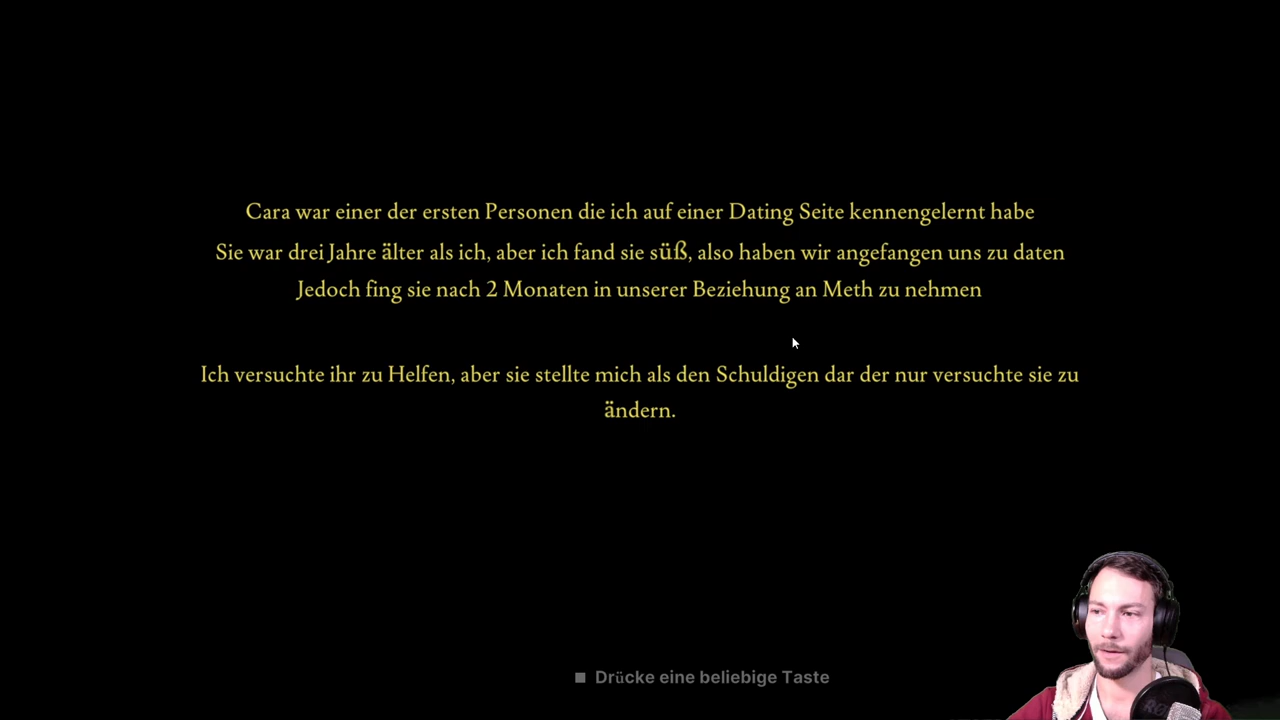 Cara war einer der ersten Personen die ich auf einer Dating Seite kennengelernt habe
Sie war drei Jahre älter als ich, aber ich fand sie süß, also haben wir angefangen uns zu daten
Jedoch fing sie nach 2 Monaten in unserer Beziehung an Meth zu nehmen
Ich versuchte ihr zu Helfen, aber sie stellte mich als den Schuldigen dar der nur versuchte sie zu
ändern.
Drücke eine beliebige Taste